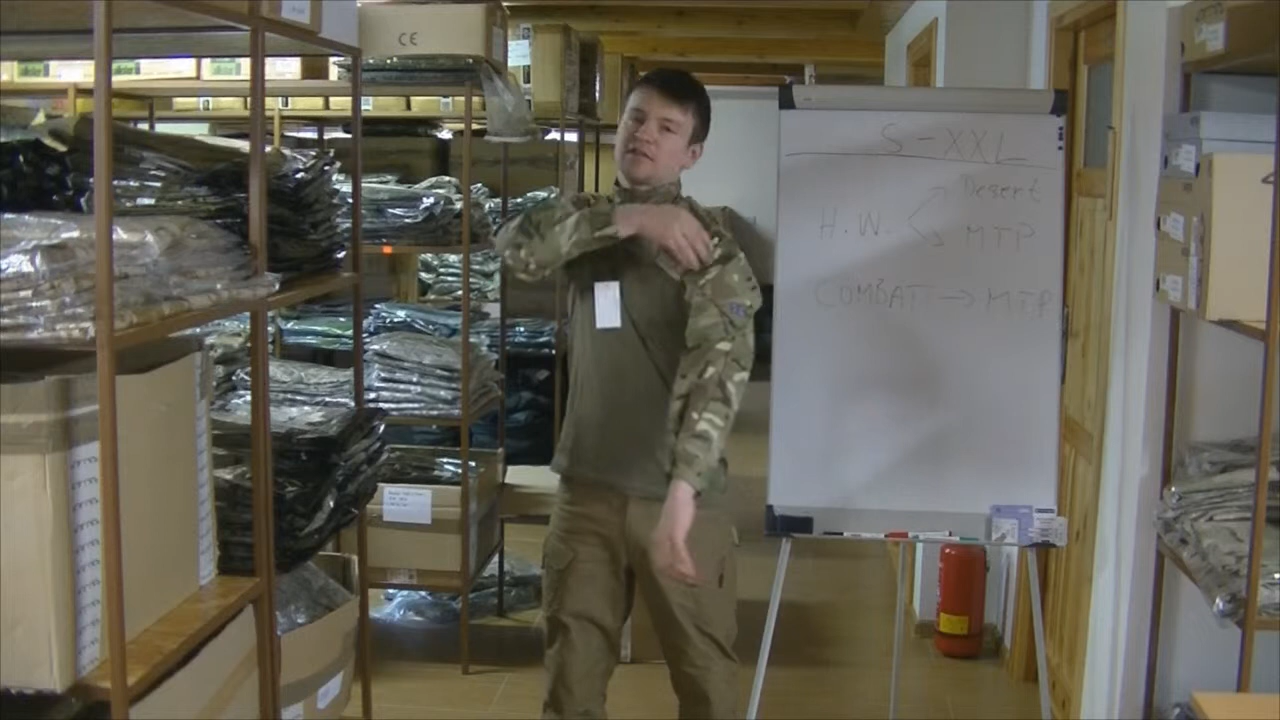 CE
S-XXL
Desert
H.W.
MTP
COMBAT → MTP